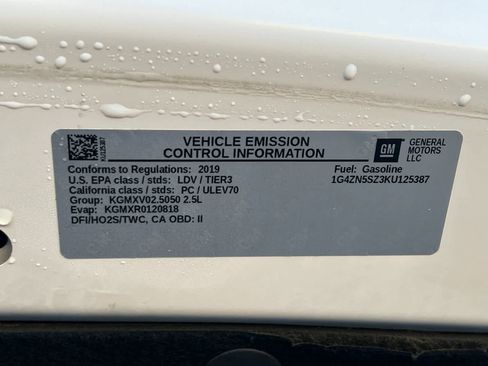 VEHICLE EMISSION
CONTROL INFORMATION
GM
GENERAL
MOTORS
LLC
KU125387
Conforms to Regulations: 2019
Fuel: Gasoline
U.S. EPA class / stds: LDV / TIER3
1G4ZN5SZ3KU125387
California class / stds: PC / ULEV70
Group: KGMXV02.5050 2.5L
Evap: KGMXR0120818
DFI/HO2S/TWC, CA OBD: II